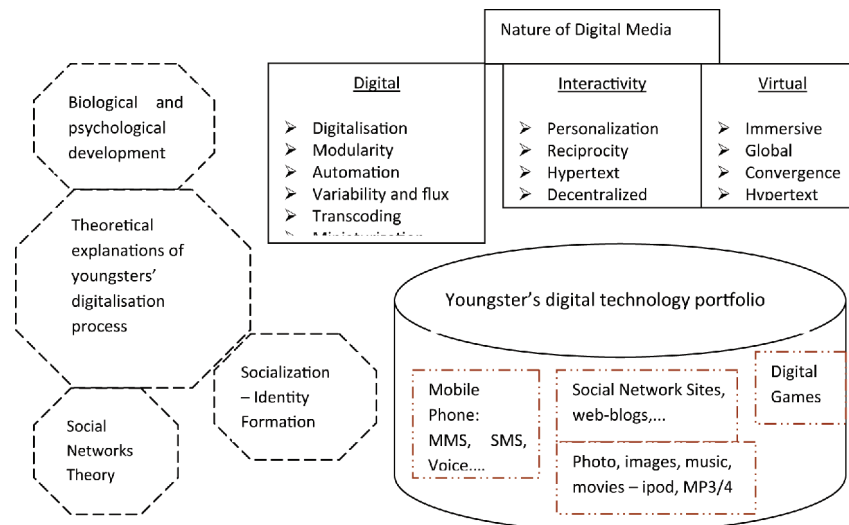 Nature of Digital Media
Digital
➢ Digitalisation
➢ Modularity
➢ Automation
➢ Variability and flux
➢ Transcoding
Interactivity
➢ Personalization
➢ Reciprocity
➢ Hypertext
➢ Decentralized
Virtual
➢ Immersive
➢ Global
➢ Convergence
➢ Hypertext
Biological and
psychological
development
Theoretical
explanations of
youngsters'
digitalisation
process
Socialization
– Identity
Formation
Social
Networks
Theory
Youngster's digital technology portfolio
Mobile
Phone:
MMS, SMS,
Voice....
Social Network Sites,
web-blogs,...
Digital
Games
Photo, images, music,
movies – ipod, MP3/4